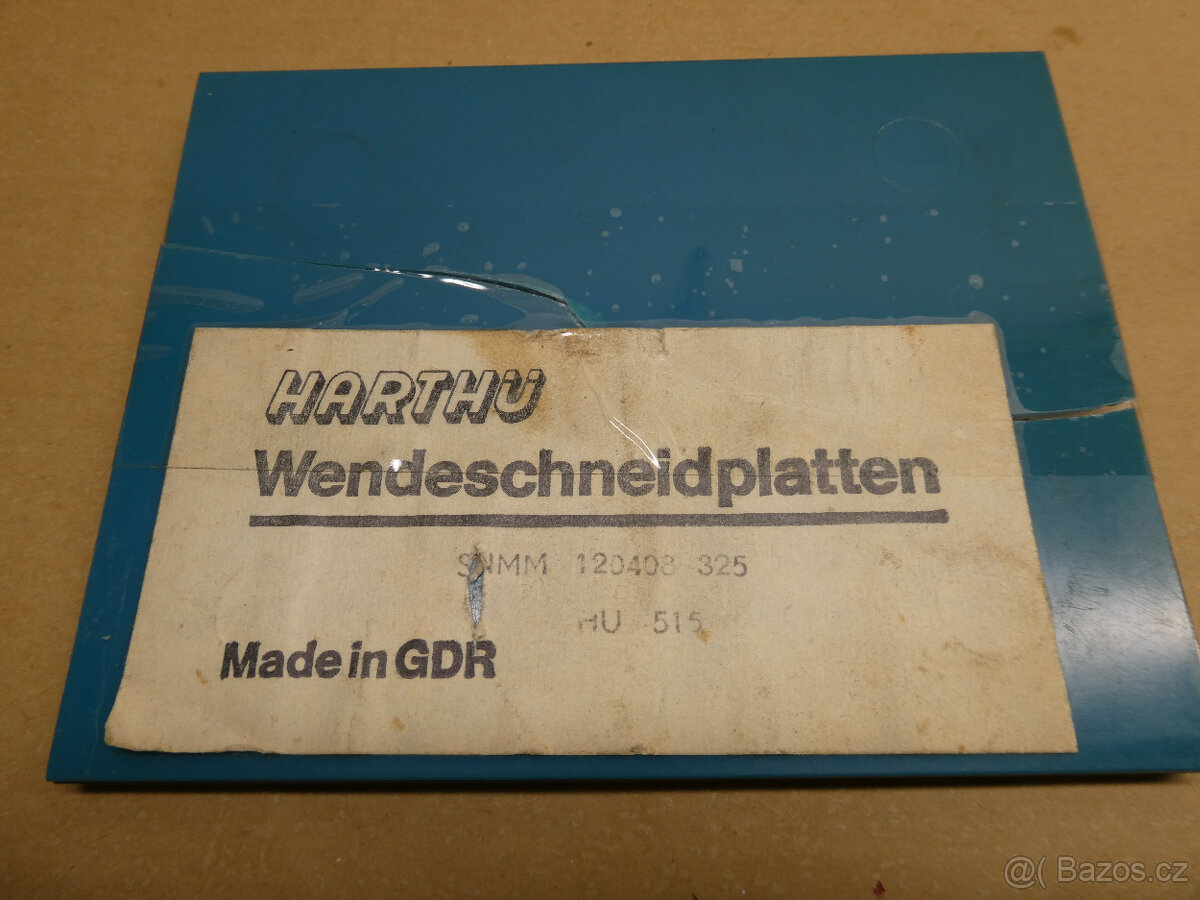 HARTHÜ
Wendeschneidplatten
SNMM 120408 325
HU 515
Made in GDR
@( Bazos.cz